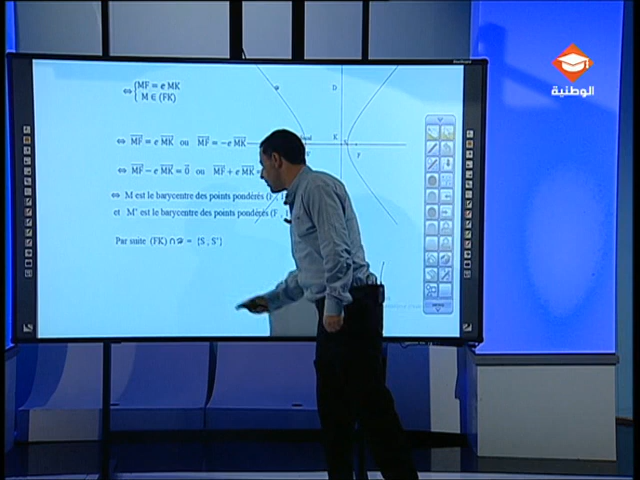 ⇔ {MF = e MK
{ M ∈ (FK)
D
K
F
⇔ MF = e MK ou MF = -e MK
⇔ MF - e MK = 0 ou MF + e MK
⇔ M est le barycentre des points pondérés (F
et M' est le barycentre des points pondérés (F
Par suite (FK) ∩ 𝒟 = {S , S'}
الوطنية